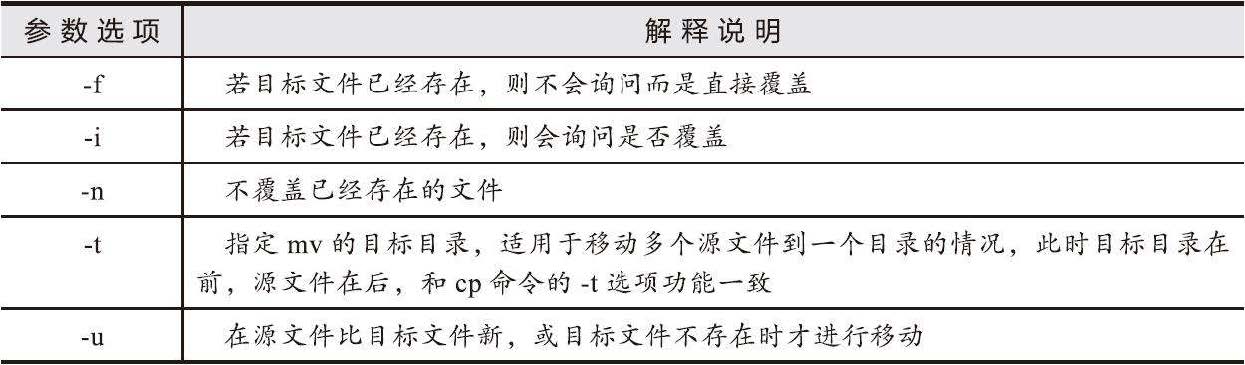 参数选项 解释说明
-f 若目标文件已经存在，则不会询问而是直接覆盖
-i 若目标文件已经存在，则会询问是否覆盖
-n 不覆盖已经存在的文件
-t 指定 mv 的目标目录，适用于移动多个源文件到一个目录的情况，此时目标目录在
前，源文件在后，和 cp 命令的 -t 选项功能一致
-u 在源文件比目标文件新，或目标文件不存在时才进行移动